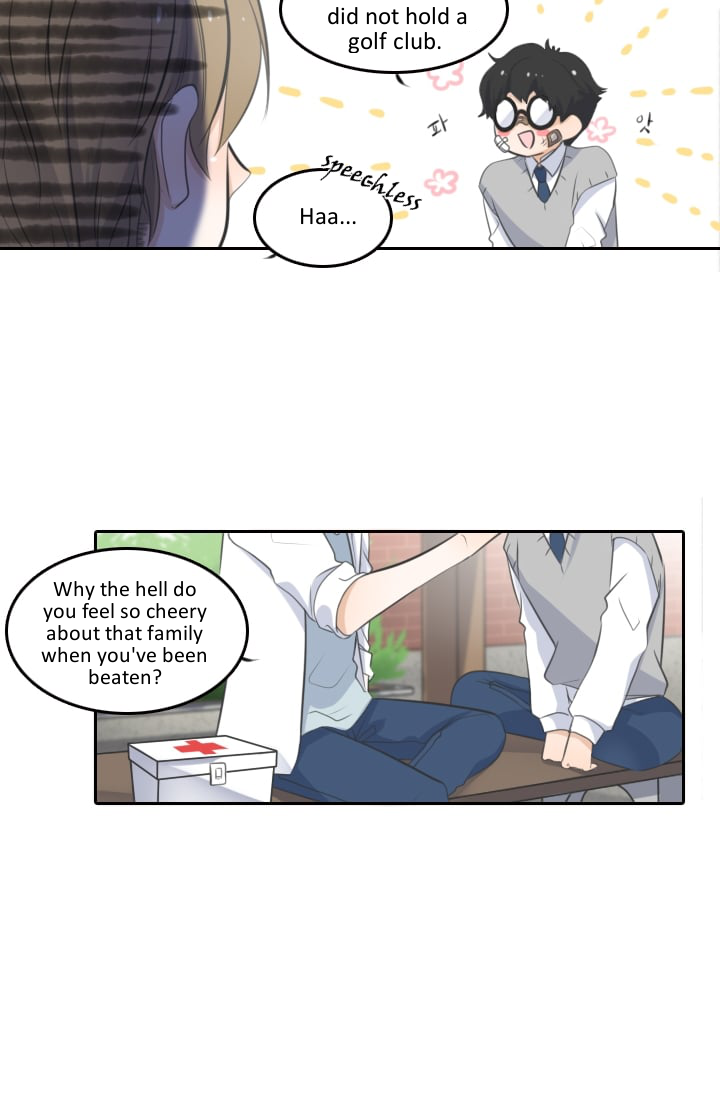 did not hold a
golf club.
파
앗
speechless
Haa...
Why the hell do
you feel so cheery
about that family
when you've been
beaten?